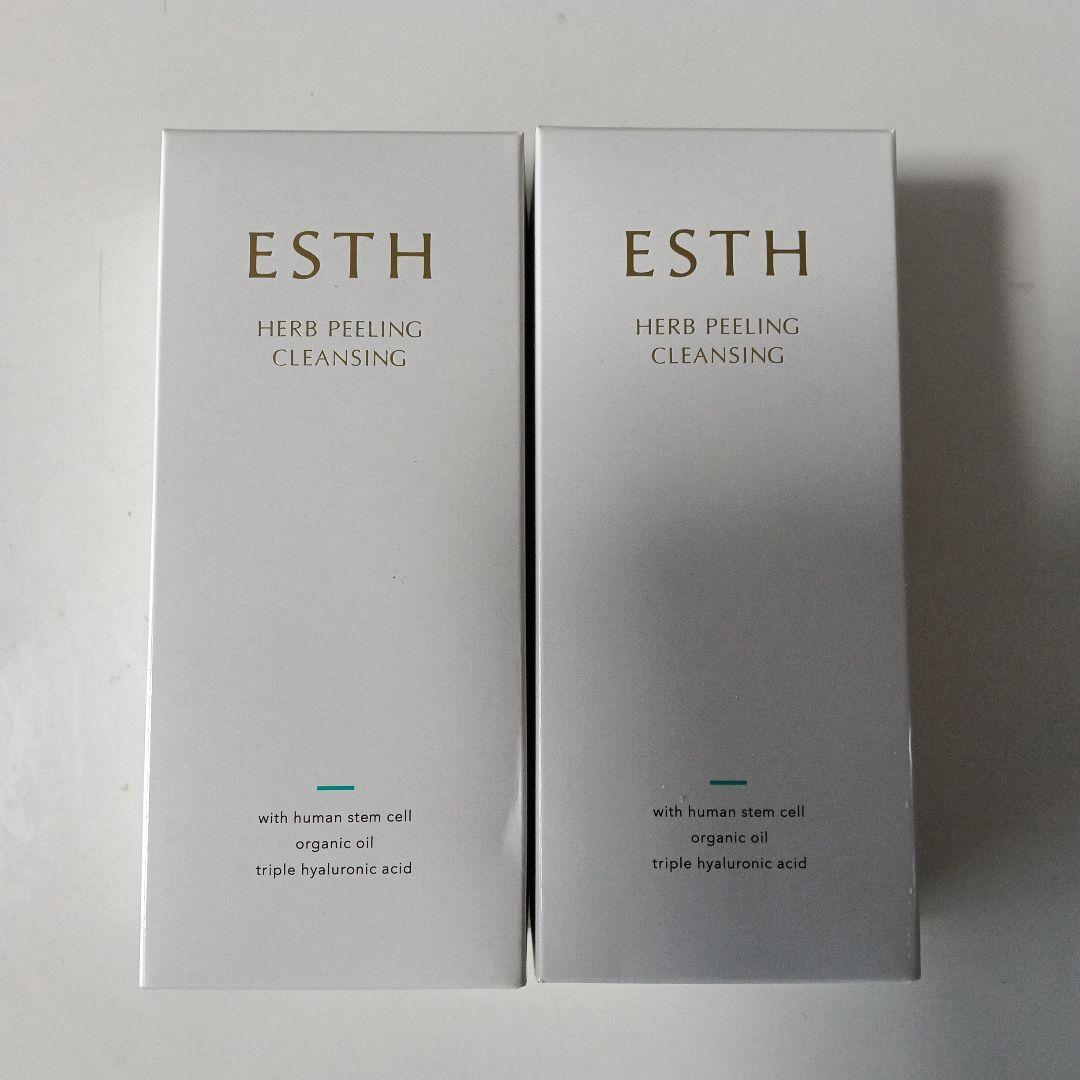 ESTH
HERB PEELING
CLEANSING
with human stem cell
organic oil
triple hyaluronic acid
ESTH
HERB PEELING
CLEANSING
with human stem cell
organic oil
triple hyaluronic acid